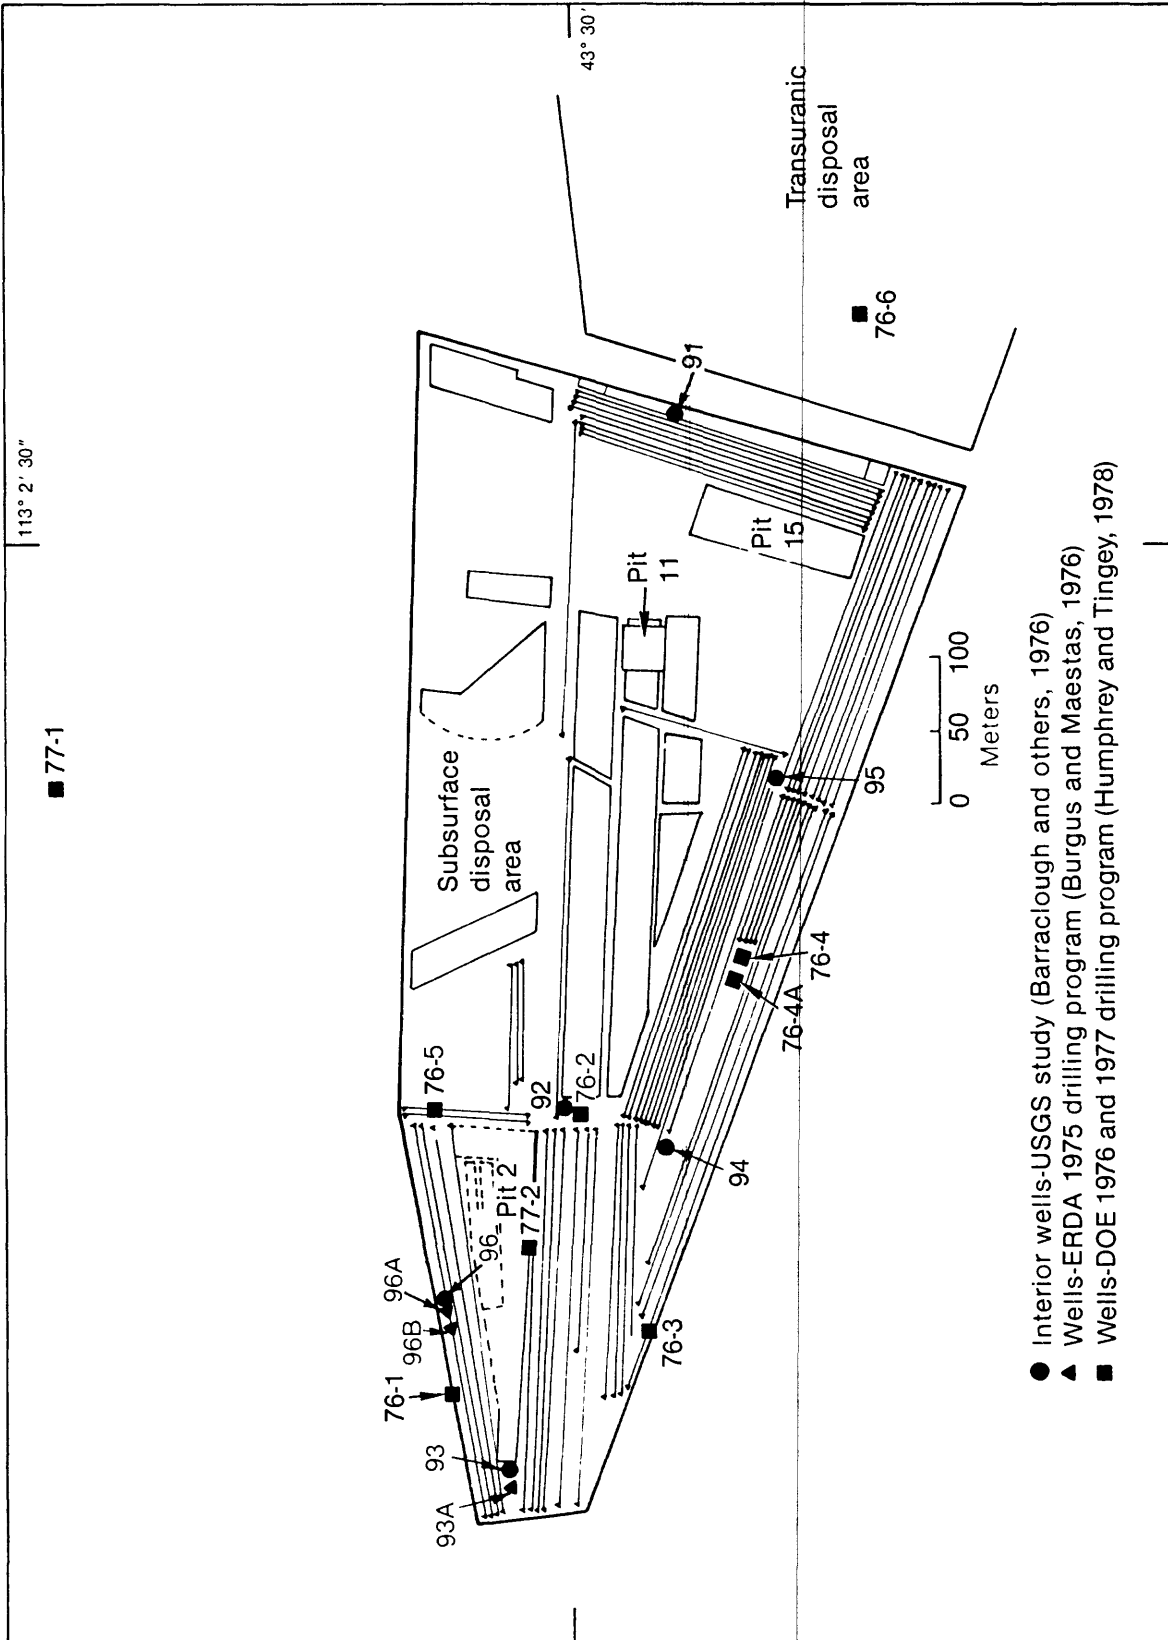 113° 2' 30"
43° 30'
77-1
Subsurface
disposal
area
Transuranic
disposal
area
76-6
91
Pit
15
Pit
11
76-5
92
76-2
96A
96B
96
Pit 2
77-2
76-1
93
93A
76-3
94
76-4A
76-4
95
0 50 100
Meters
● Interior wells-USGS study (Barraclough and others, 1976)
▲ Wells-ERDA 1975 drilling program (Burgus and Maestas, 1976)
■ Wells-DOE 1976 and 1977 drilling program (Humphrey and Tingey, 1978)